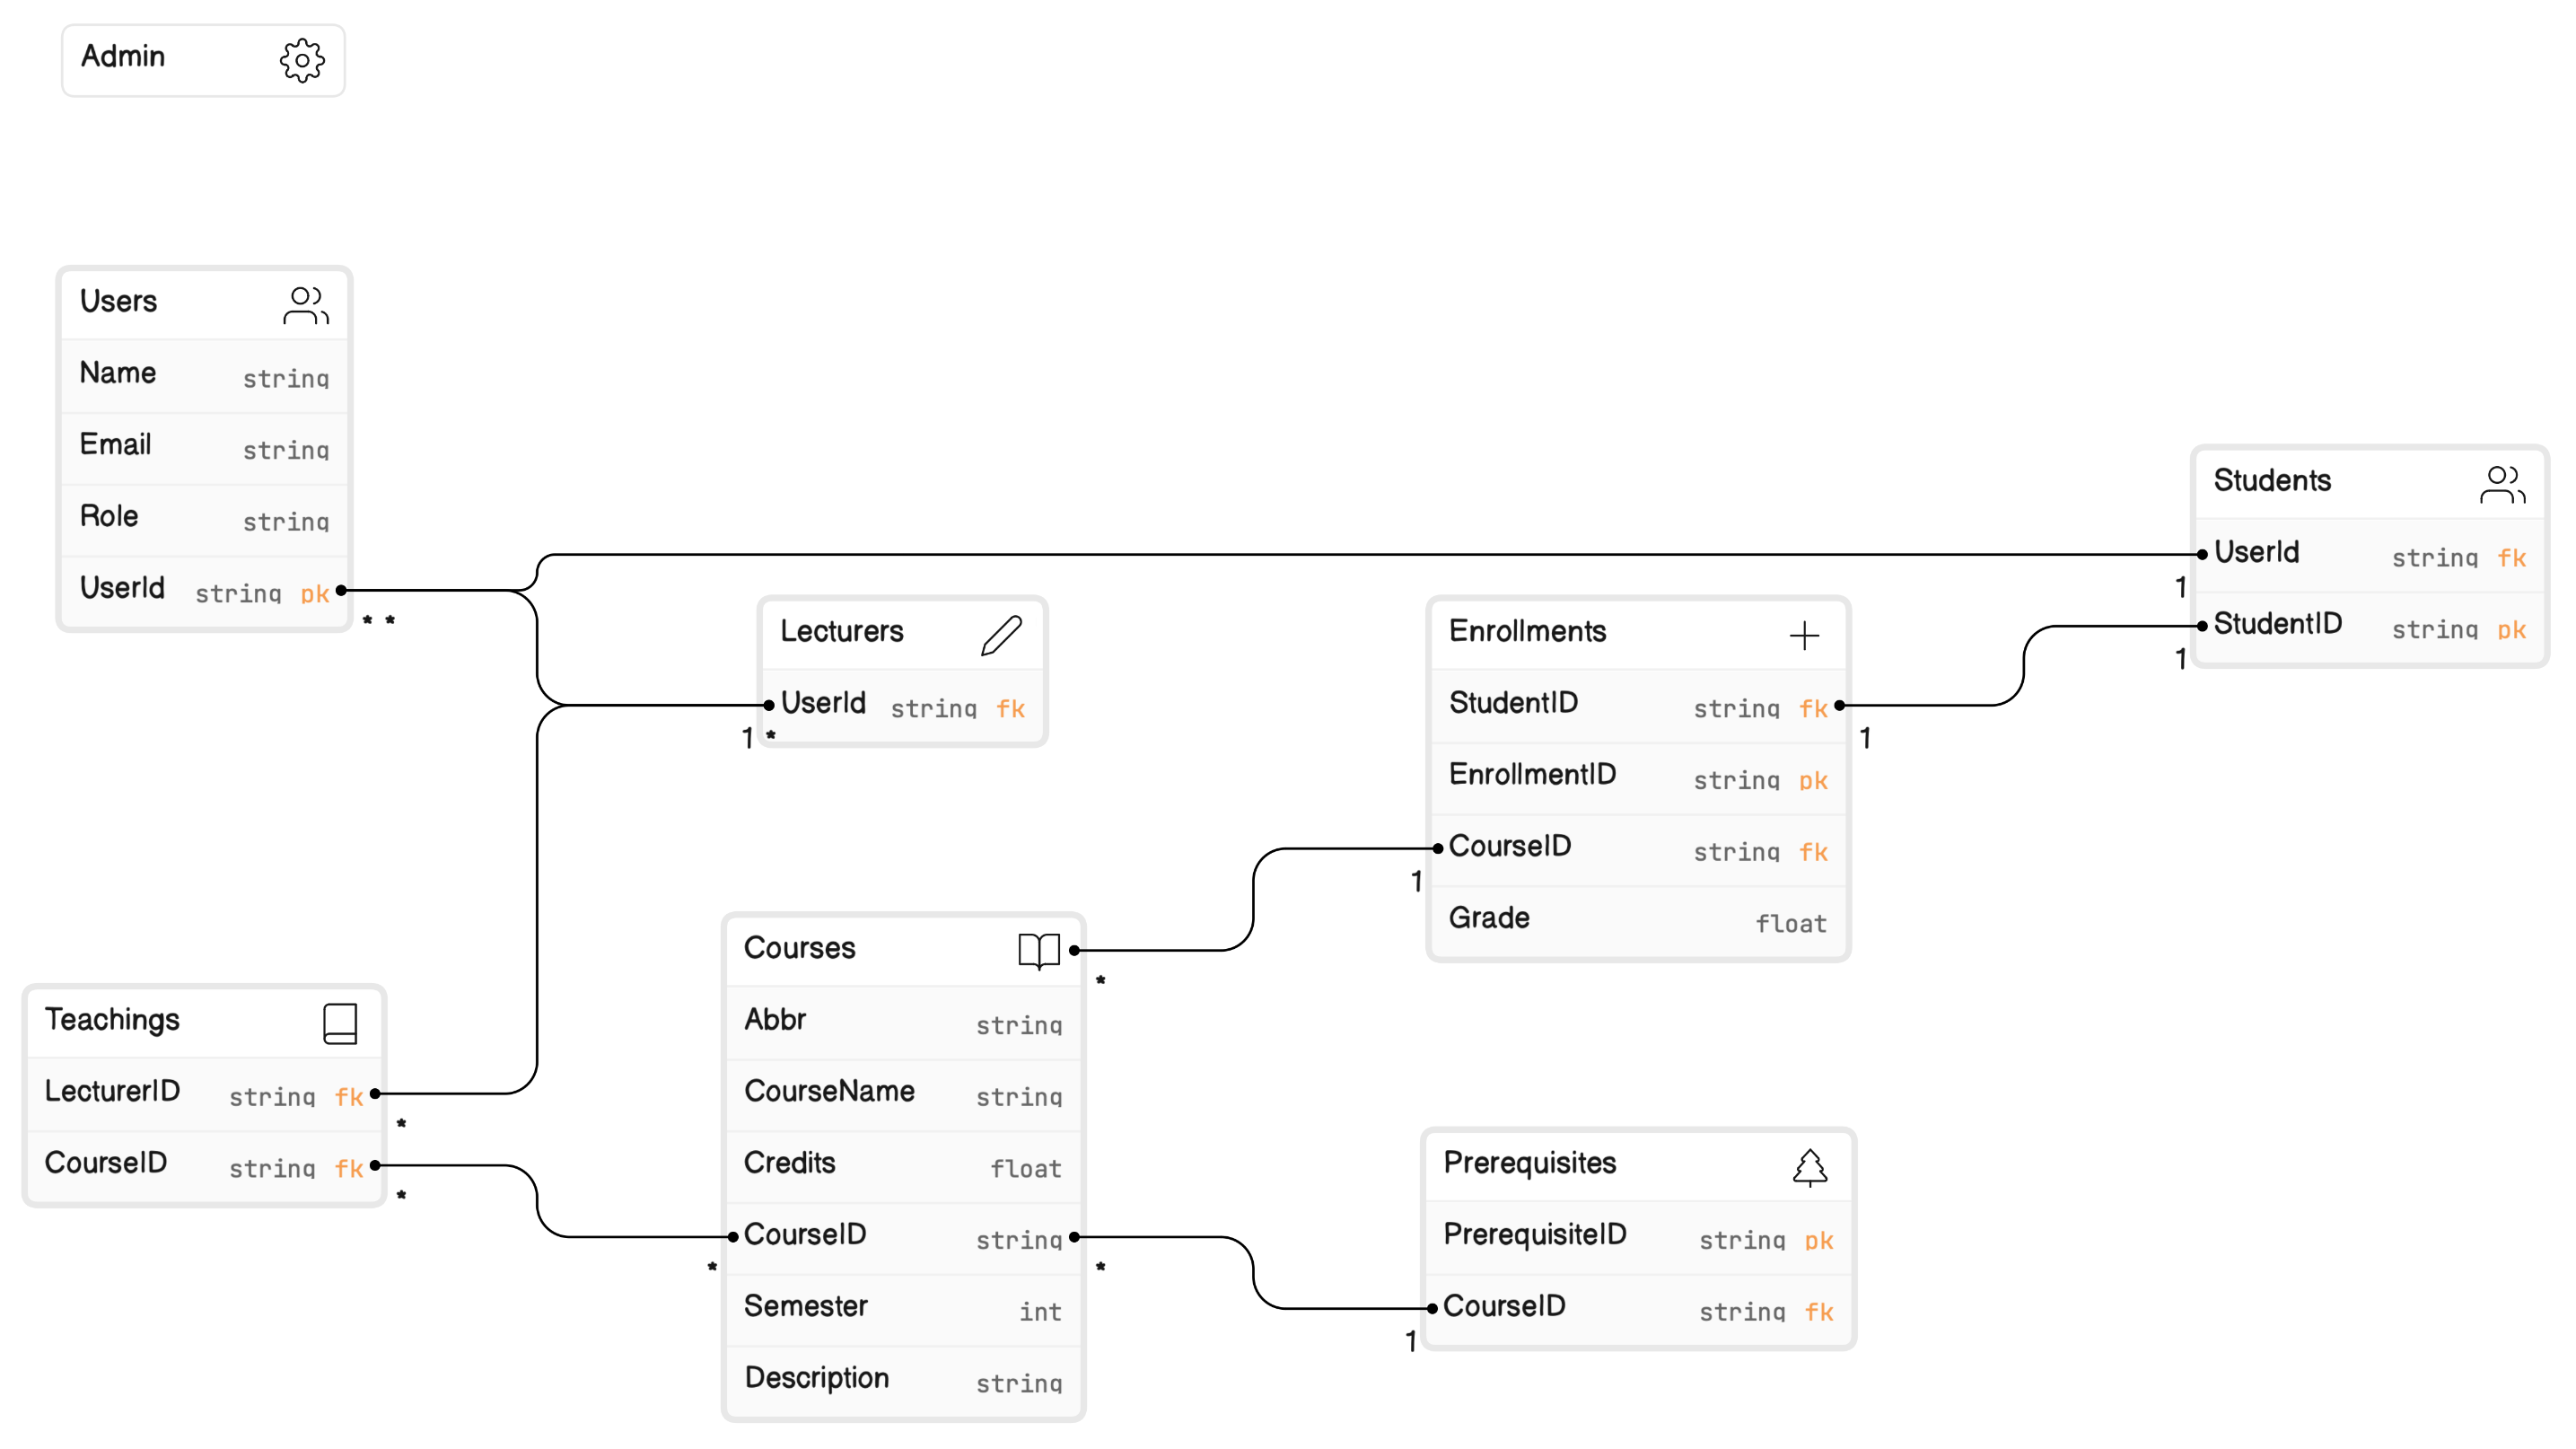 Admin
Users
Name string
Email string
Role string
UserId string pk
* *
Students
UserId string fk
1
StudentID string pk
1
Lecturers
UserId string fk
1 *
Enrollments
StudentID string fk
1
EnrollmentID string pk
CourseID string fk
1
Grade float
Teachings
LecturerID string fk
*
CourseID string fk
*
Courses
*
Abbr string
CourseName string
Credits float
CourseID string
* *
Semester int
Description string
Prerequisites
PrerequisiteID string pk
CourseID string fk
1